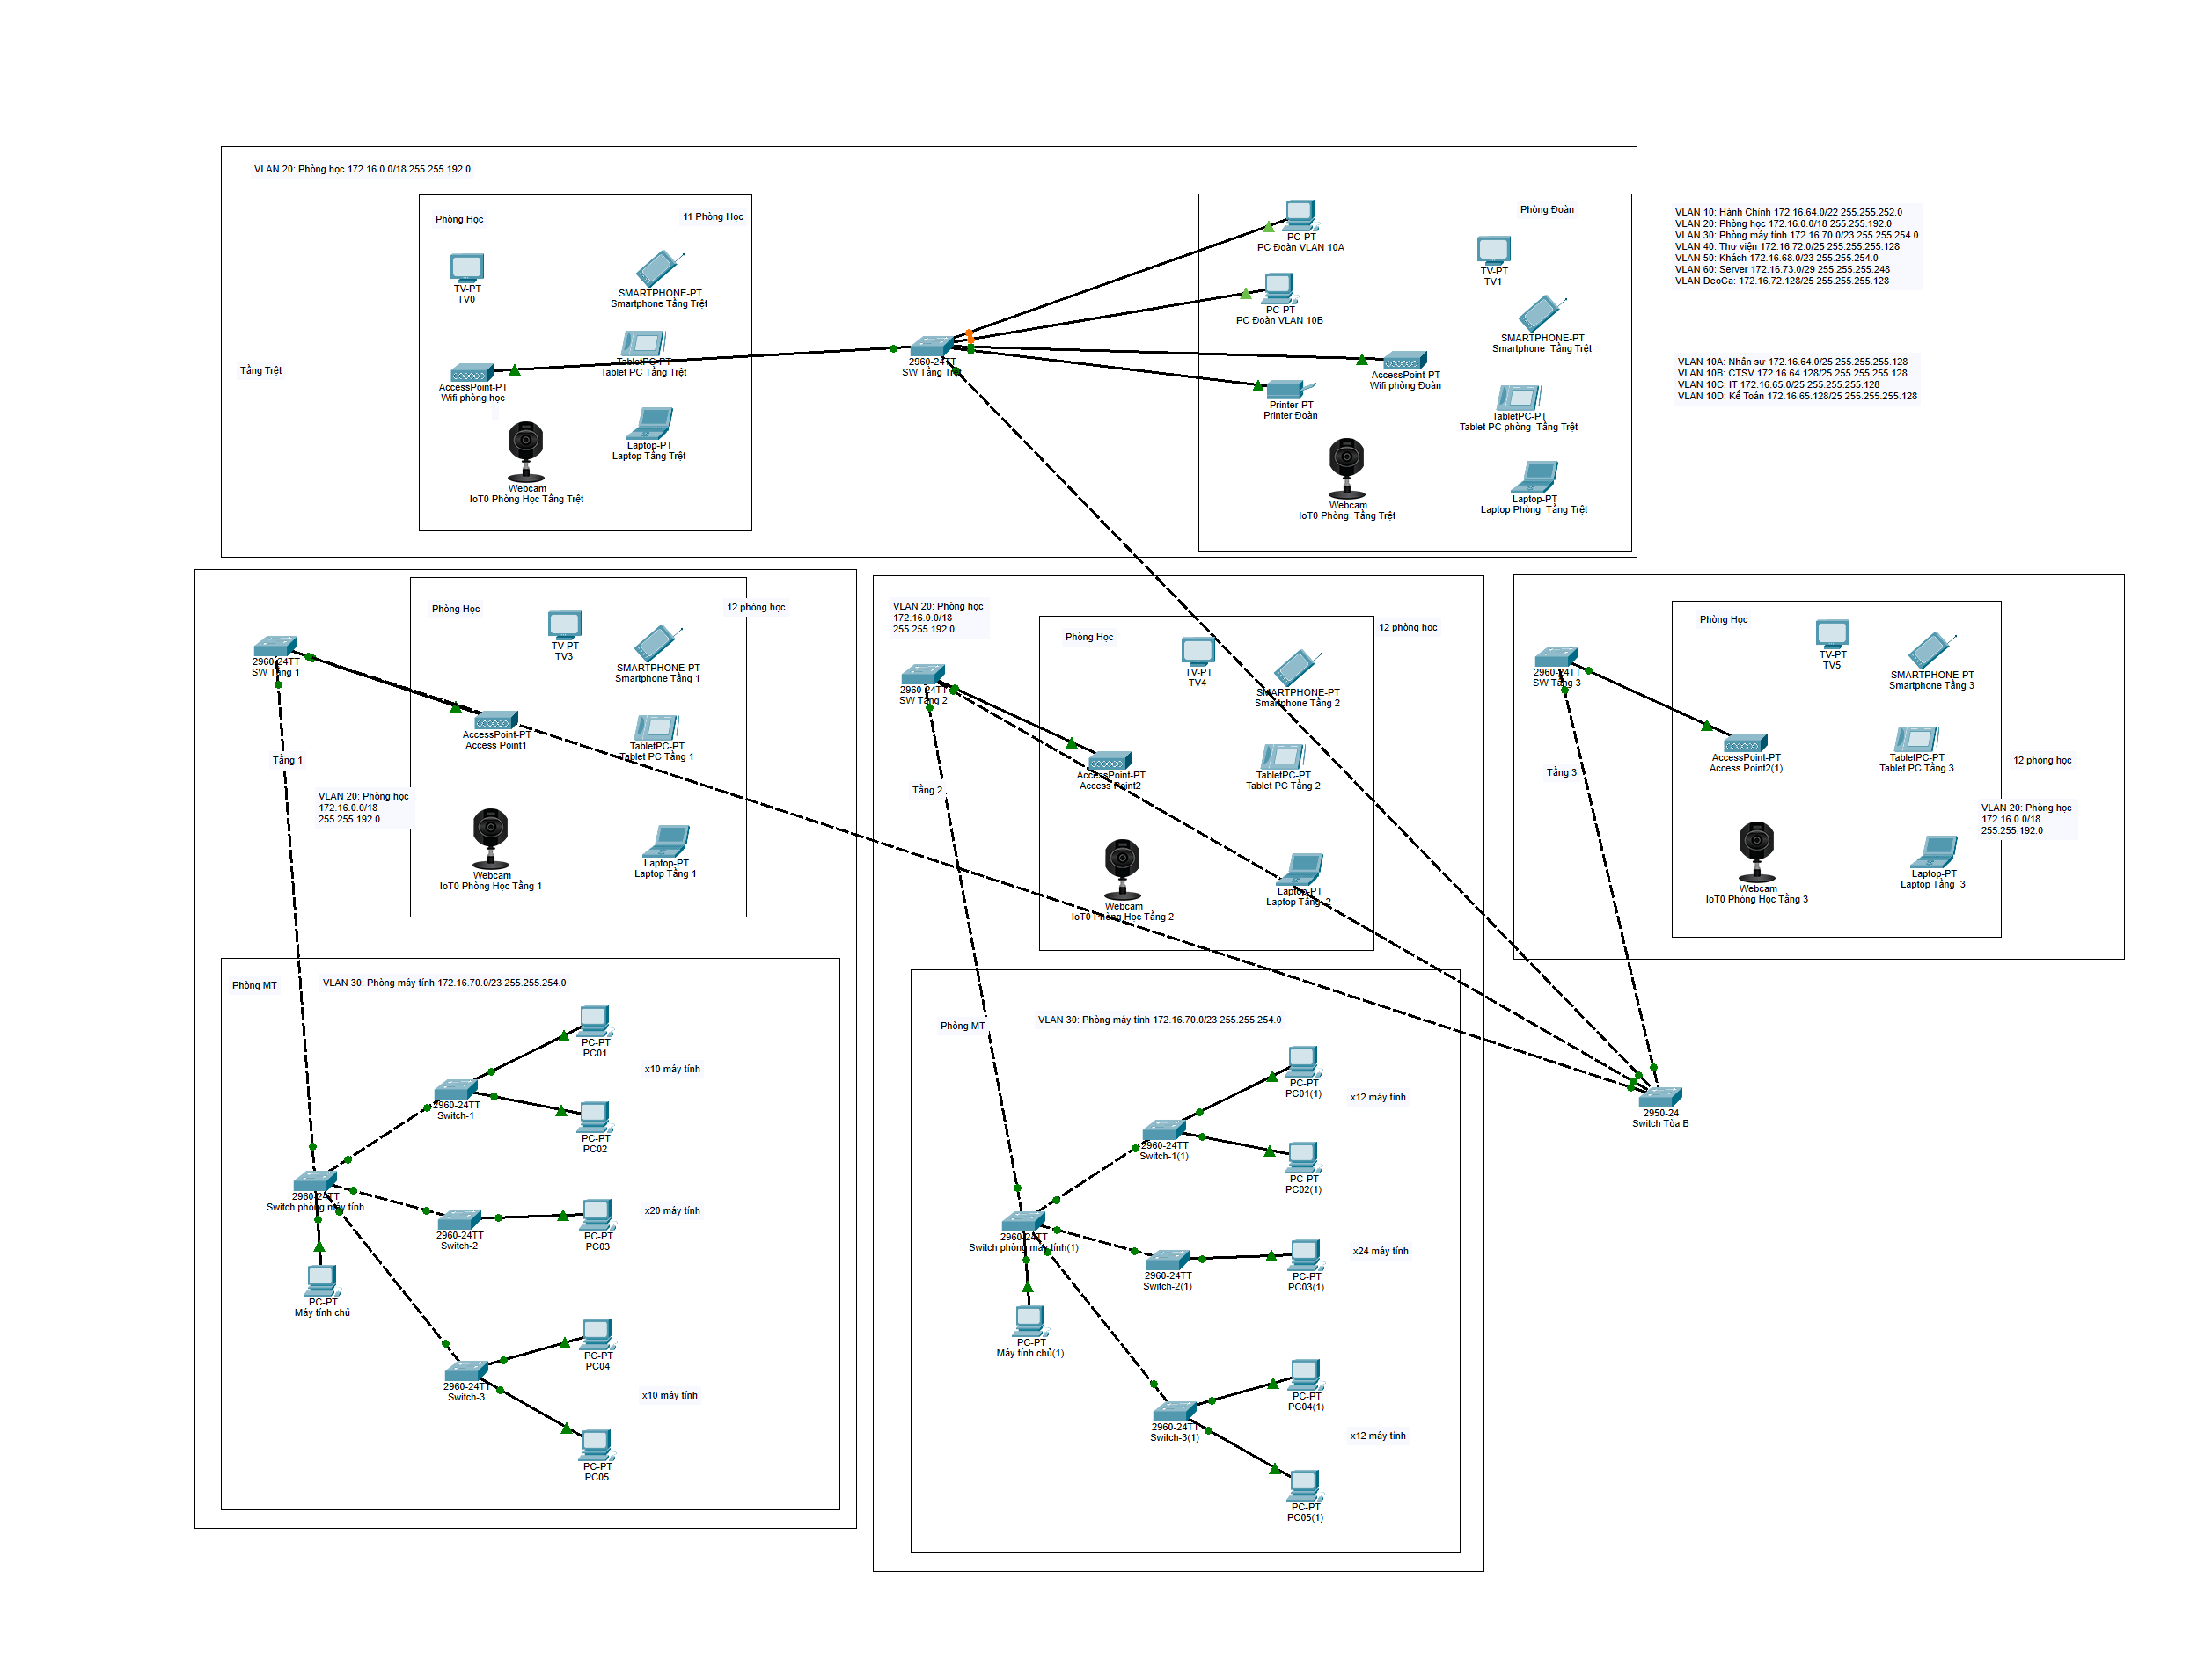 VLAN 20: Phòng học 172.16.0.0/18 255.255.192.0
Tầng Trệt
Phòng Học
11 Phòng Học
TV-PT
TV0
SMARTPHONE-PT
Smartphone Tầng Trệt
TabletPC-PT
Tablet PC Tầng Trệt
AccessPoint-PT
Wifi phòng học
Laptop-PT
Laptop Tầng Trệt
Webcam
IoT0 Phòng Học Tầng Trệt
2960-24TT
SW Tầng Trệt
Phòng Đoàn
PC-PT
PC Đoàn VLAN 10A
PC-PT
PC Đoàn VLAN 10B
TV-PT
TV1
SMARTPHONE-PT
Smartphone  Tầng Trệt
AccessPoint-PT
Wifi phòng Đoàn
Printer-PT
Printer Đoàn
TabletPC-PT
Tablet PC phòng  Tầng Trệt
Webcam
IoT0 Phòng  Tầng Trệt
Laptop-PT
Laptop Phòng  Tầng Trệt
VLAN 10: Hành Chính 172.16.64.0/22 255.255.252.0
VLAN 20: Phòng học 172.16.0.0/18 255.255.192.0
VLAN 30: Phòng máy tính 172.16.70.0/23 255.255.254.0
VLAN 40: Thư viện 172.16.72.0/25 255.255.255.128
VLAN 50: Khách 172.16.68.0/23 255.255.254.0
VLAN 60: Server 172.16.73.0/29 255.255.255.248
VLAN DeoCa: 172.16.72.128/25 255.255.255.128
VLAN 10A: Nhân sự 172.16.64.0/25 255.255.255.128
VLAN 10B: CTSV 172.16.64.128/25 255.255.255.128
VLAN 10C: IT 172.16.65.0/25 255.255.255.128
VLAN 10D: Kế Toán 172.16.65.128/25 255.255.255.128
2960-24TT
SW Tầng 1
Tầng 1
VLAN 20: Phòng học
172.16.0.0/18
255.255.192.0
Phòng Học
12 phòng học
TV-PT
TV3
SMARTPHONE-PT
Smartphone Tầng 1
AccessPoint-PT
Access Point1
TabletPC-PT
Tablet PC Tầng 1
Webcam
IoT0 Phòng Học Tầng 1
Laptop-PT
Laptop Tầng 1
Phòng MT
VLAN 30: Phòng máy tính 172.16.70.0/23 255.255.254.0
PC-PT
PC01
x10 máy tính
2960-24TT
Switch-1
PC-PT
PC02
2960-24TT
Switch phòng máy tính
2960-24TT
Switch-2
PC-PT
PC03
x20 máy tính
PC-PT
Máy tính chủ
PC-PT
PC04
2960-24TT
Switch-3
x10 máy tính
PC-PT
PC05
VLAN 20: Phòng học
172.16.0.0/18
255.255.192.0
2960-24TT
SW Tầng 2
Tầng 2
Phòng Học
12 phòng học
TV-PT
TV4
SMARTPHONE-PT
Smartphone Tầng 2
AccessPoint-PT
Access Point2
TabletPC-PT
Tablet PC Tầng 2
Webcam
IoT0 Phòng Học Tầng 2
Laptop-PT
Laptop Tầng  2
Phòng MT
VLAN 30: Phòng máy tính 172.16.70.0/23 255.255.254.0
PC-PT
PC01(1)
x12 máy tính
2960-24TT
Switch-1(1)
PC-PT
PC02(1)
2960-24TT
Switch phòng máy tính(1)
2960-24TT
Switch-2(1)
PC-PT
PC03(1)
x24 máy tính
PC-PT
Máy tính chủ(1)
PC-PT
PC04(1)
2960-24TT
Switch-3(1)
x12 máy tính
PC-PT
PC05(1)
2960-24TT
SW Tầng 3
Tầng 3
Phòng Học
TV-PT
TV5
SMARTPHONE-PT
Smartphone Tầng 3
AccessPoint-PT
Access Point2(1)
TabletPC-PT
Tablet PC Tầng 3
12 phòng học
VLAN 20: Phòng học
172.16.0.0/18
255.255.192.0
Webcam
IoT0 Phòng Học Tầng 3
Laptop-PT
Laptop Tầng  3
2950-24
Switch Tòa B